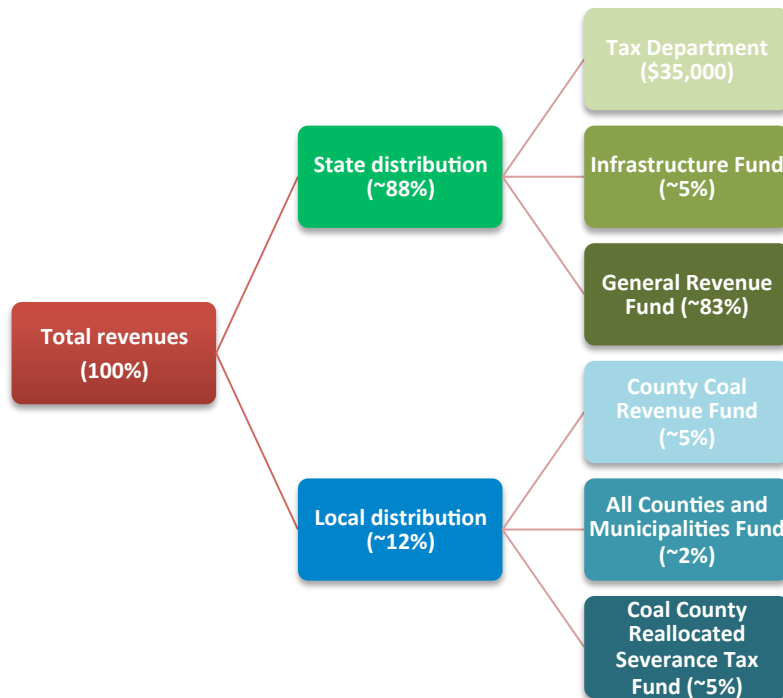 Tax Department
($35,000)
State distribution
(~88%)
Infrastructure Fund
(~5%)
General Revenue
Fund (~83%)
Total revenues
(100%)
County Coal
Revenue Fund
(~5%)
Local distribution
(~12%)
All Counties and
Municipalities Fund
(~2%)
Coal County
Reallocated
Severance Tax
Fund (~5%)